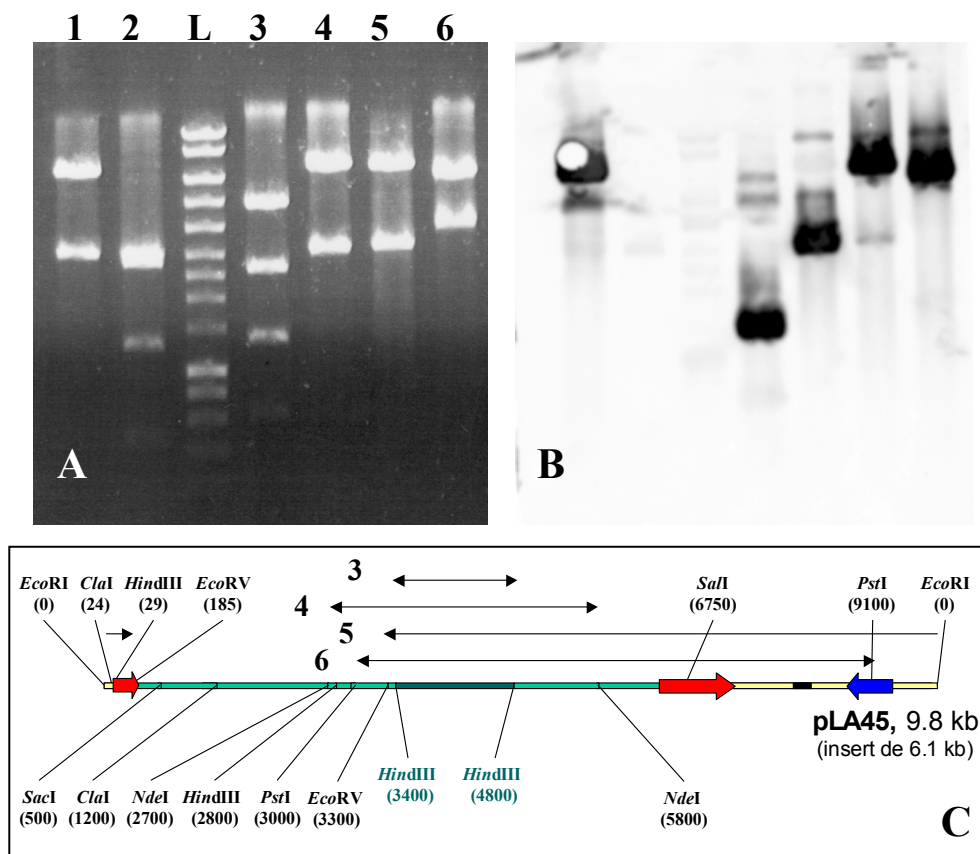 1 2 L 3 4 5 6
A
B
3
EcoRI ClaI HindIII EcoRV SalI PstI EcoRI
(0) (24) (29) (185) (6750) (9100) (0)
4
5
6
pLA45, 9.8 kb
(insert de 6.1 kb)
HindIII HindIII
(3400) (4800)
SacI ClaI NdeI HindIII PstI EcoRV NdeI
(500) (1200) (2700) (2800) (3000) (3300) (5800)
C